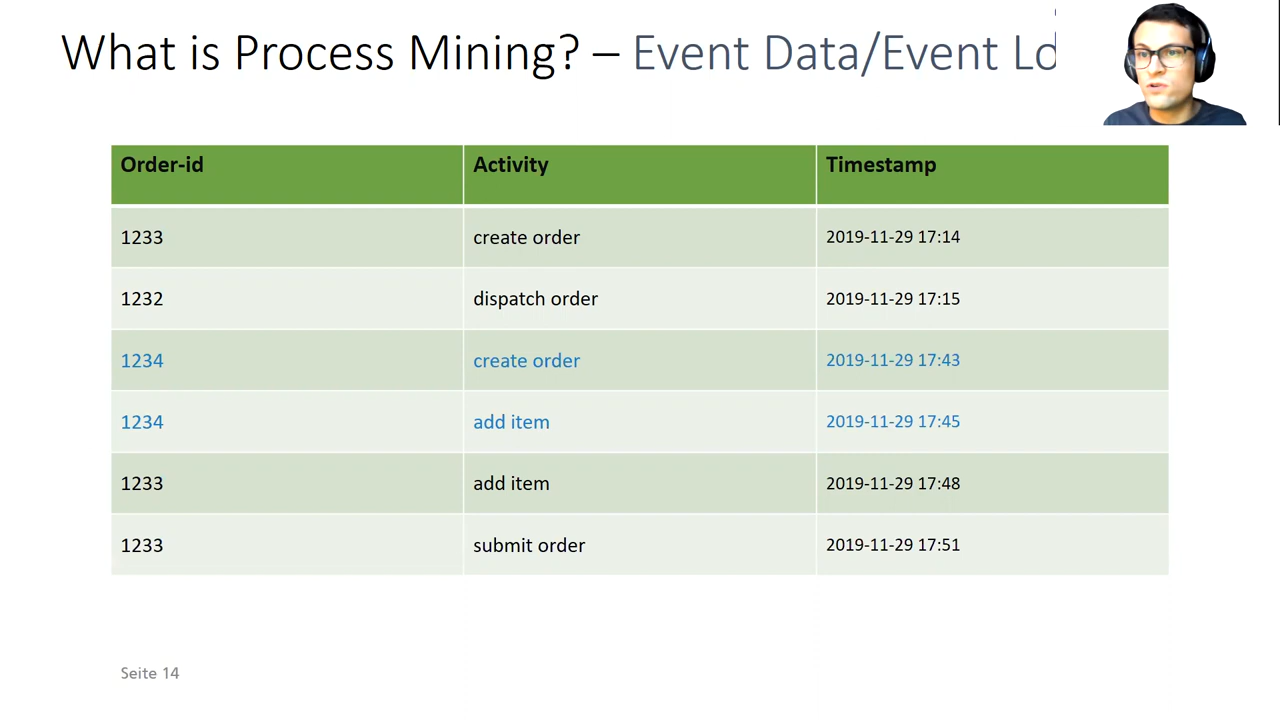 What is Process Mining? – Event Data/Event Lo
Order-id Activity Timestamp
1233 create order 2019-11-29 17:14
1232 dispatch order 2019-11-29 17:15
1234 create order 2019-11-29 17:43
1234 add item 2019-11-29 17:45
1233 add item 2019-11-29 17:48
1233 submit order 2019-11-29 17:51
Seite 14